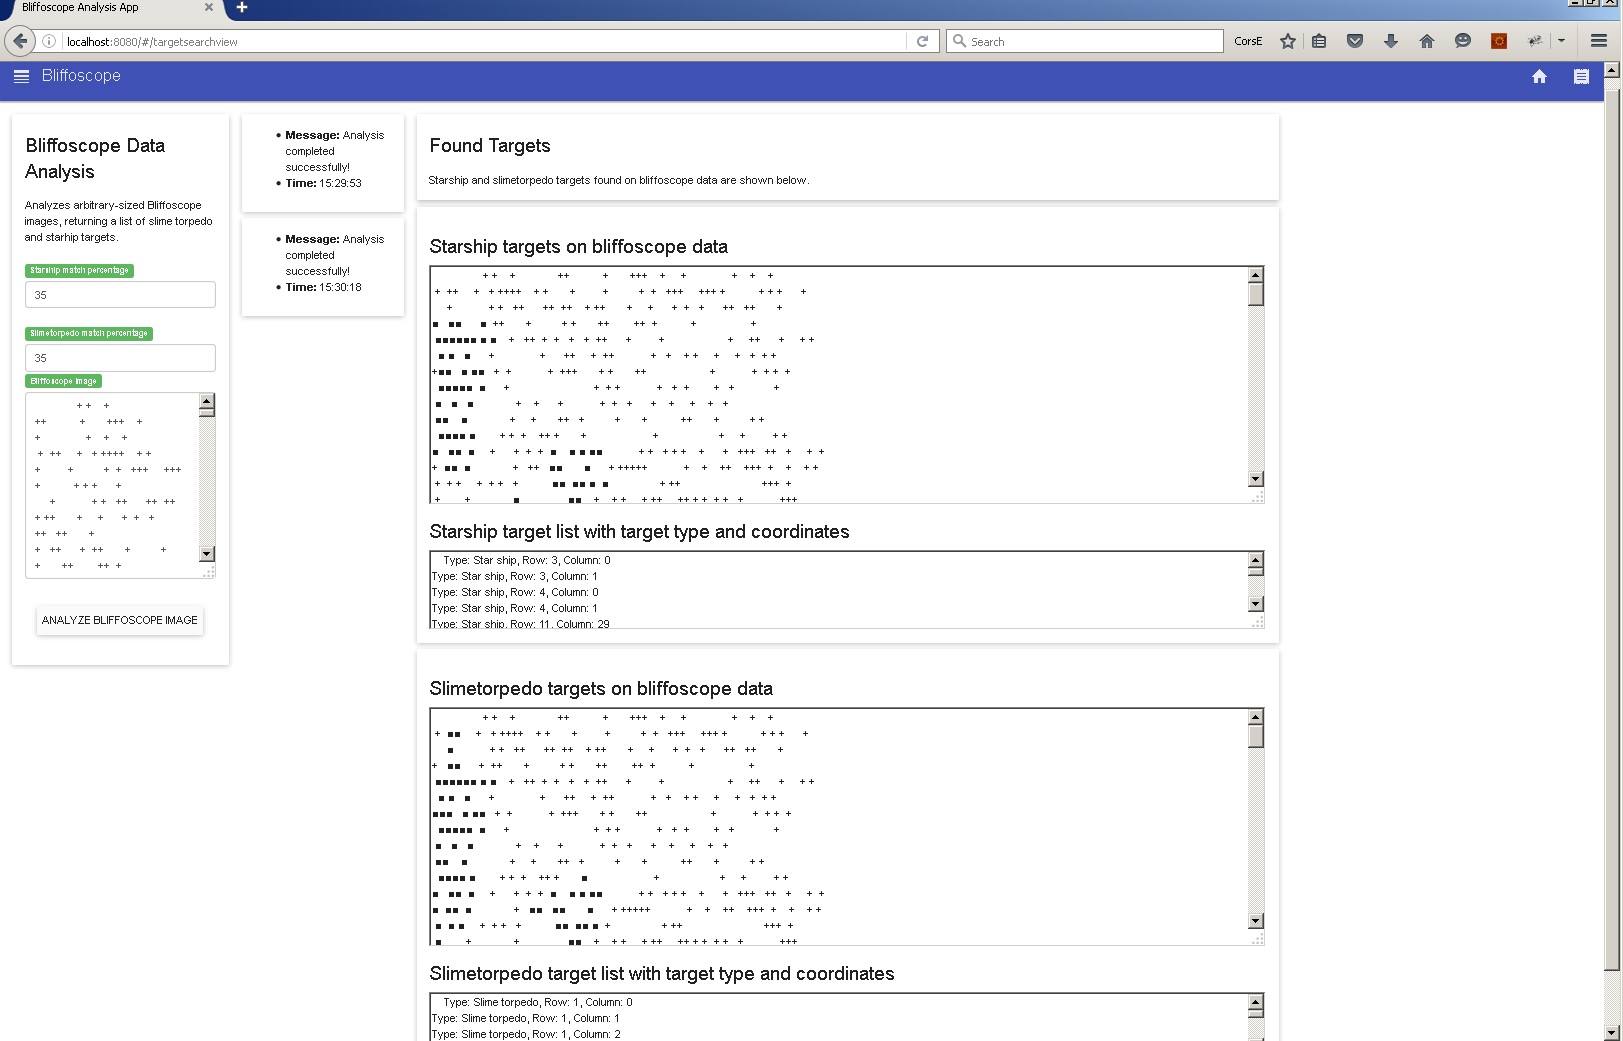 Bliffoscope Analysis App
localhost:8080/#/targetsearchview
Search
CorsE
Bliffoscope
Bliffoscope Data
Analysis
Analyzes arbitrary-sized Bliffoscope
images, returning a list of slime torpedo
and starhip targets.
Starship match percentage
35
Slimetorpedo match percentage
35
Bliffoscope image
ANALYZE BLIFFOSCOPE IMAGE
• Message: Analysis
completed
successfully!
• Time: 15:29:53
• Message: Analysis
completed
successfully!
• Time: 15:30:18
Found Targets
Starship and slimetorpedo targets found on bliffoscope data are shown below.
Starship targets on bliffoscope data
Starship target list with target type and coordinates
Type: Star ship, Row: 3, Column: 0
Type: Star ship, Row: 3, Column: 1
Type: Star ship, Row: 4, Column: 0
Type: Star ship, Row: 4, Column: 1
Type: Star ship, Row: 11, Column: 29
Slimetorpedo targets on bliffoscope data
Slimetorpedo target list with target type and coordinates
Type: Slime torpedo, Row: 1, Column: 0
Type: Slime torpedo, Row: 1, Column: 1
Type: Slime torpedo, Row: 1, Column: 2